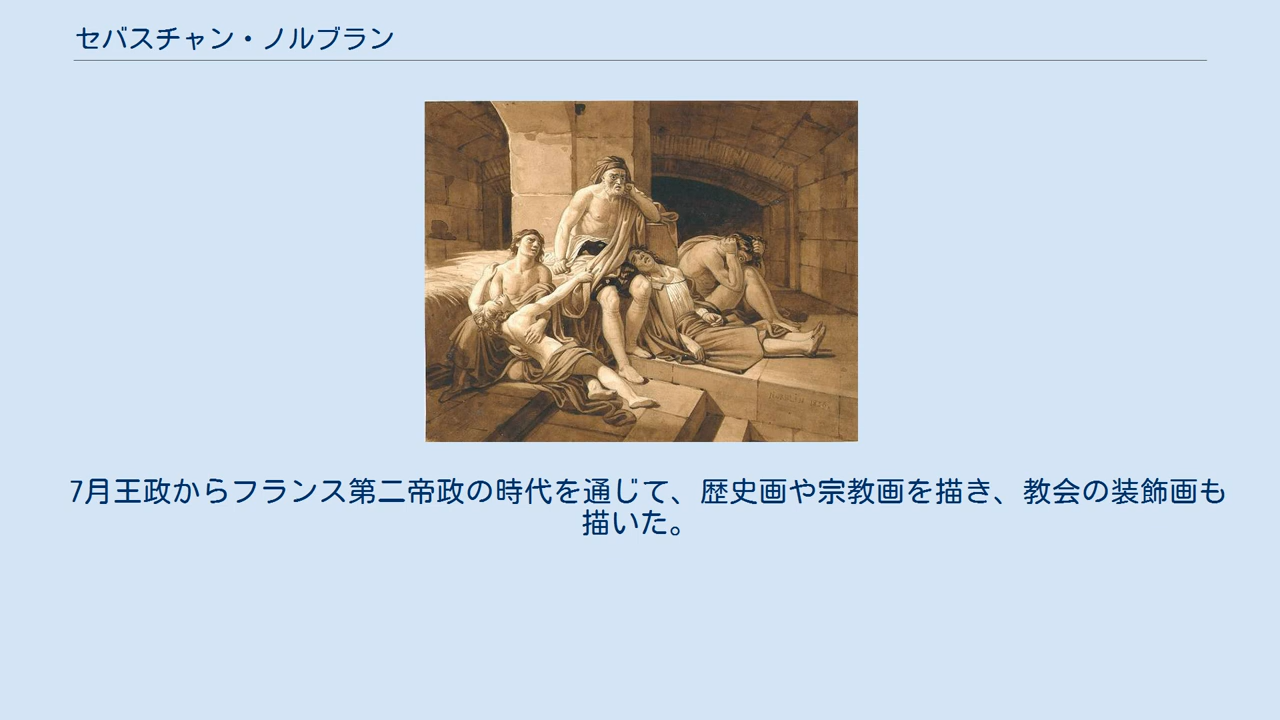 セバスチャン・ノルブラン
7月王政からフランス第二帝政の時代を通じて、歴史画や宗教画を描き、教会の装飾画も
描いた。